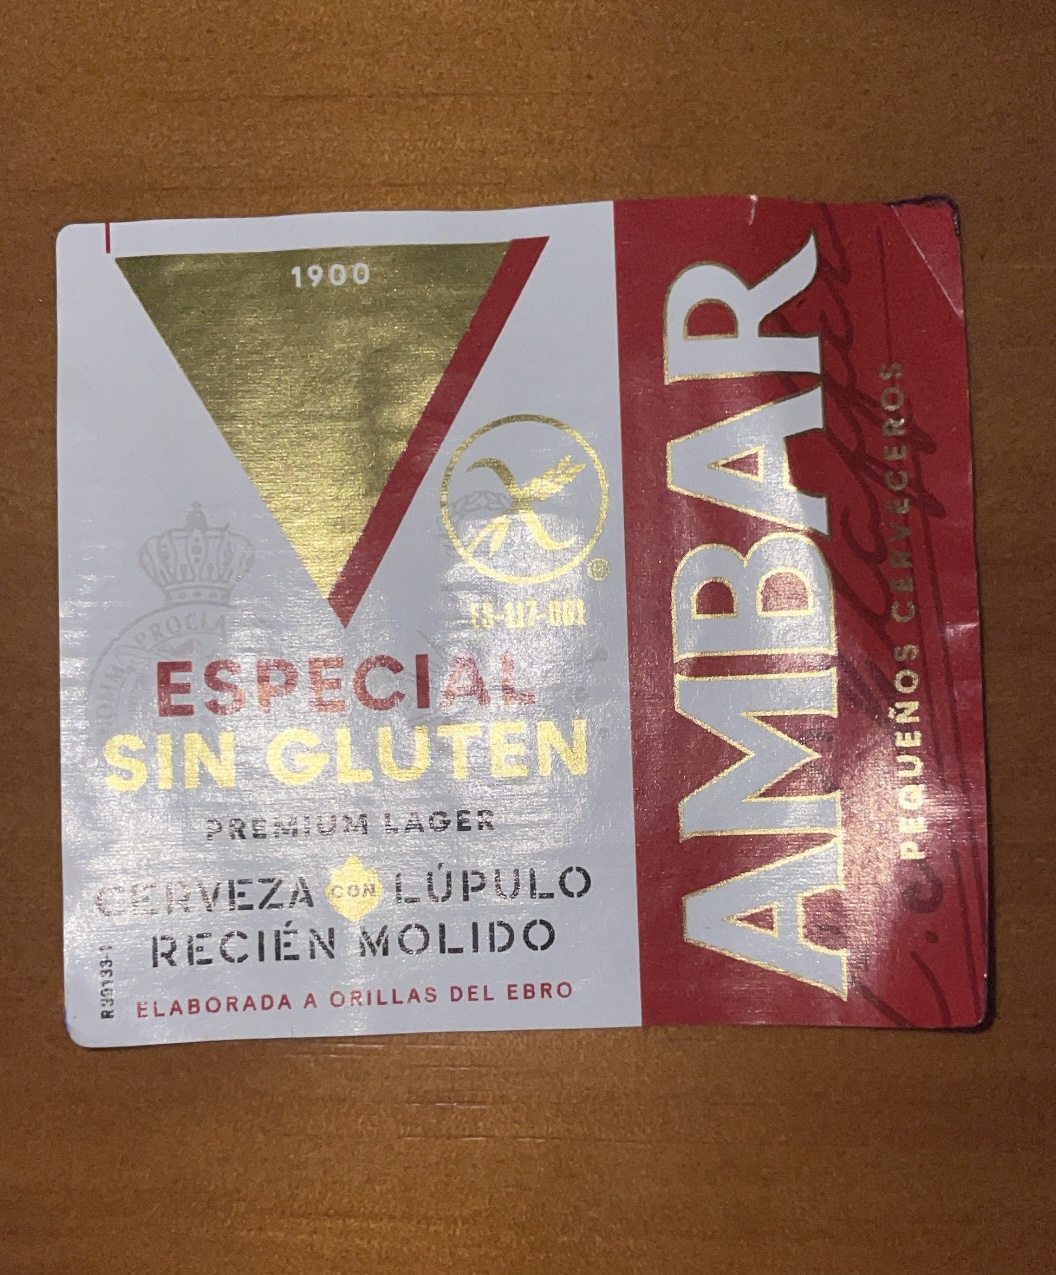 1900
ES-117-001
ESPECIAL
SIN GLUTEN
PREMIUM LAGER
CERVEZA CON LÚPULO
RECIÉN MOLIDO
ELABORADA A ORILLAS DEL EBRO
R39133-1
AMBAR
PEQUEÑOS CERVECEROS